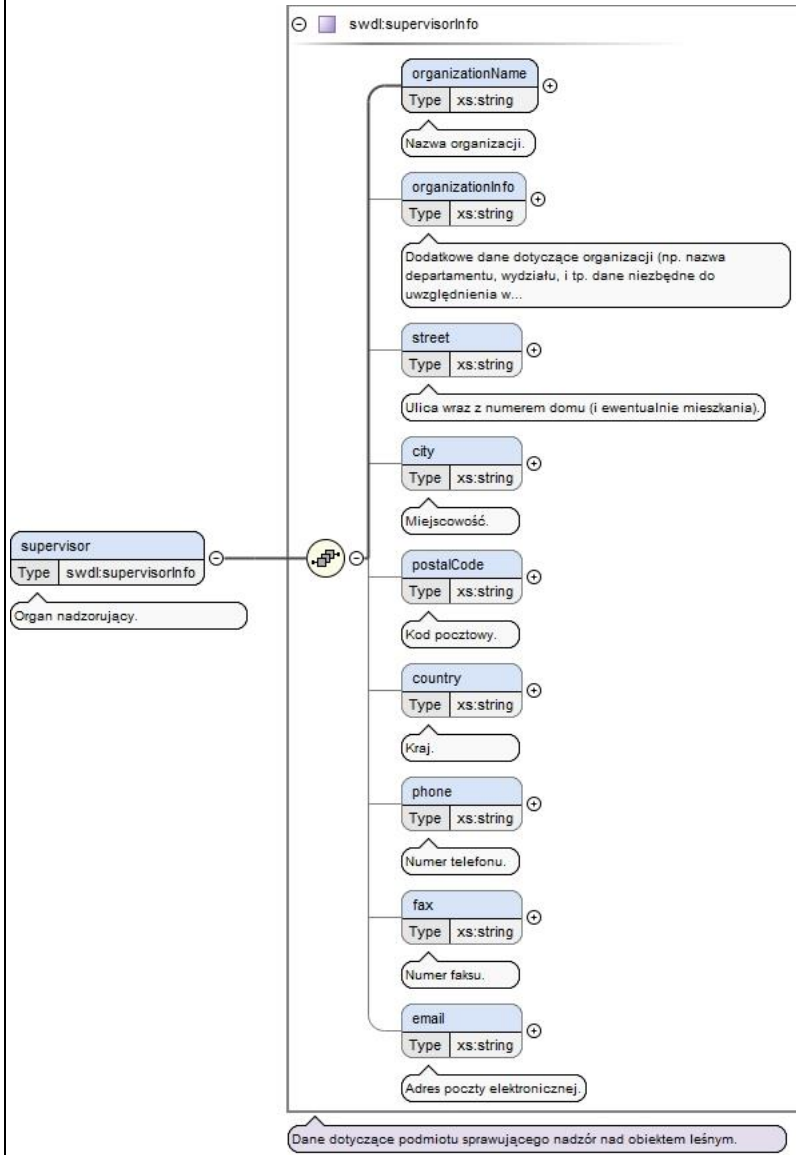 swdl:supervisorInfo
organizationName
Type xs:string
Nazwa organizacji.
organizationInfo
Type xs:string
Dodatkowe dane dotyczące organizacji (np. nazwa
departamentu, wydziału, i tp. dane niezbędne do
uwzględnienia w...
street
Type xs:string
Ulica wraz z numerem domu (i ewentualnie mieszkania).
city
Type xs:string
Miejscowość.
supervisor
Type swdl:supervisorInfo
Organ nadzorujący.
postalCode
Type xs:string
Kod pocztowy.
country
Type xs:string
Kraj.
phone
Type xs:string
Numer telefonu.
fax
Type xs:string
Numer faksu.
email
Type xs:string
Adres poczty elektronicznej.
Dane dotyczące podmiotu sprawującego nadzór nad obiektem leśnym.